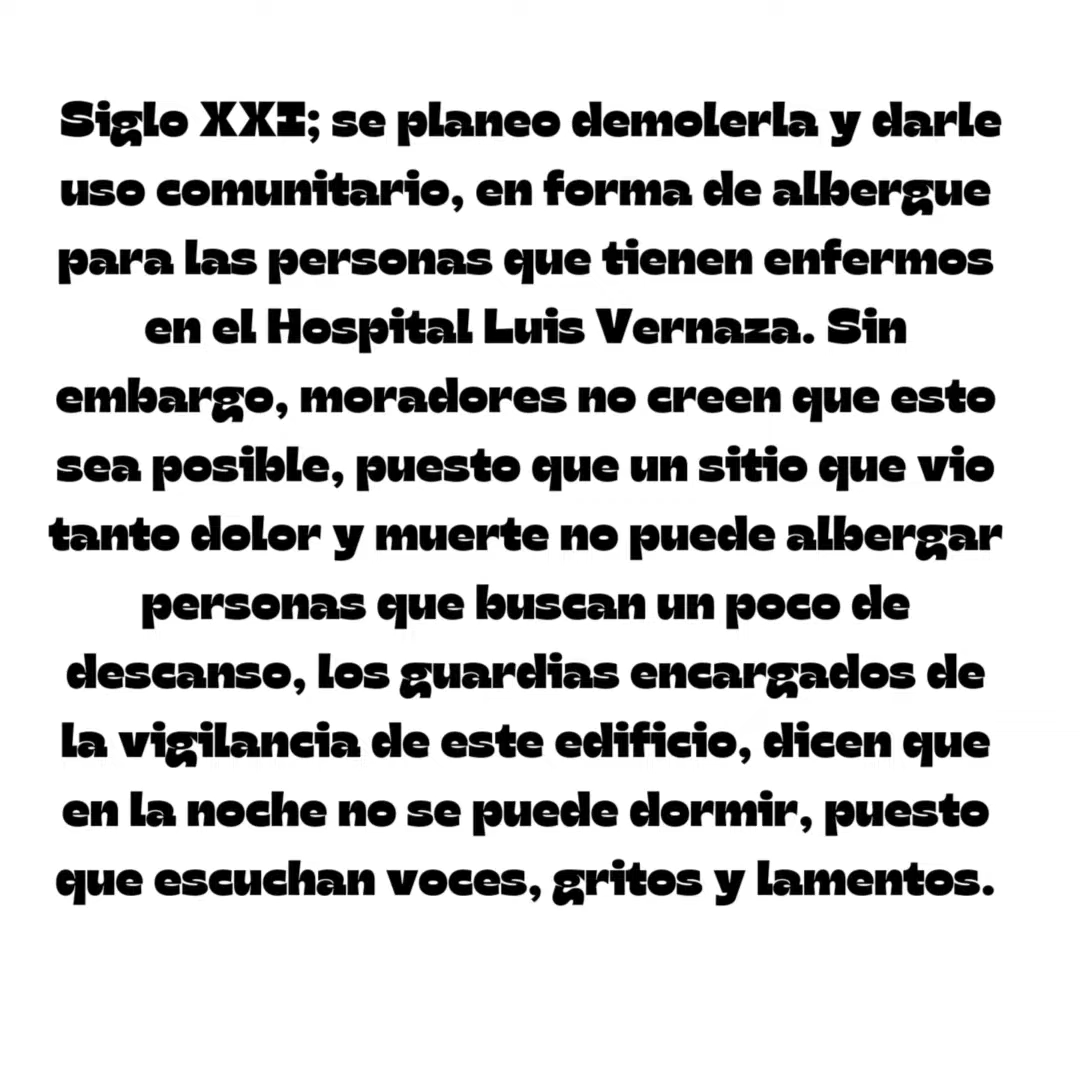 Siglo XXI; se planeo demolerla y darle
uso comunitario, en forma de albergue
para las personas que tienen enfermos
en el Hospital Luis Vernaza. Sin
embargo, moradores no creen que esto
sea posible, puesto que un sitio que vio
tanto dolor y muerte no puede albergar
personas que buscan un poco de
descanso, los guardias encargados de
la vigilancia de este edificio, dicen que
en la noche no se puede dormir, puesto
que escuchan voces, gritos y lamentos.